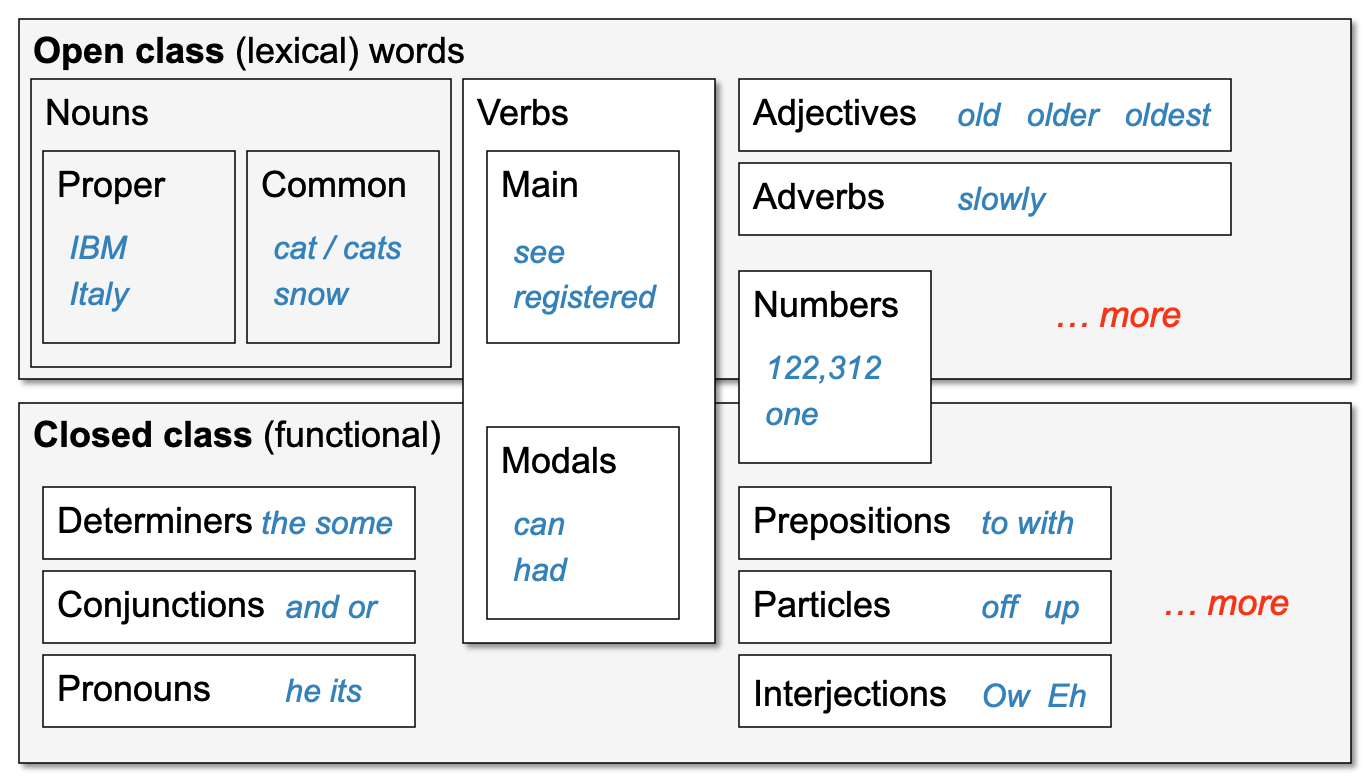 Open class (lexical) words
Nouns
Proper
IBM
Italy
Common
cat / cats
snow
Verbs
Main
see
registered
Modals
can
had
Adjectives old older oldest
Adverbs slowly
Numbers
122,312
one
… more
Closed class (functional)
Determiners the some
Conjunctions and or
Pronouns he its
Prepositions to with
Particles off up
Interjections Ow Eh
… more